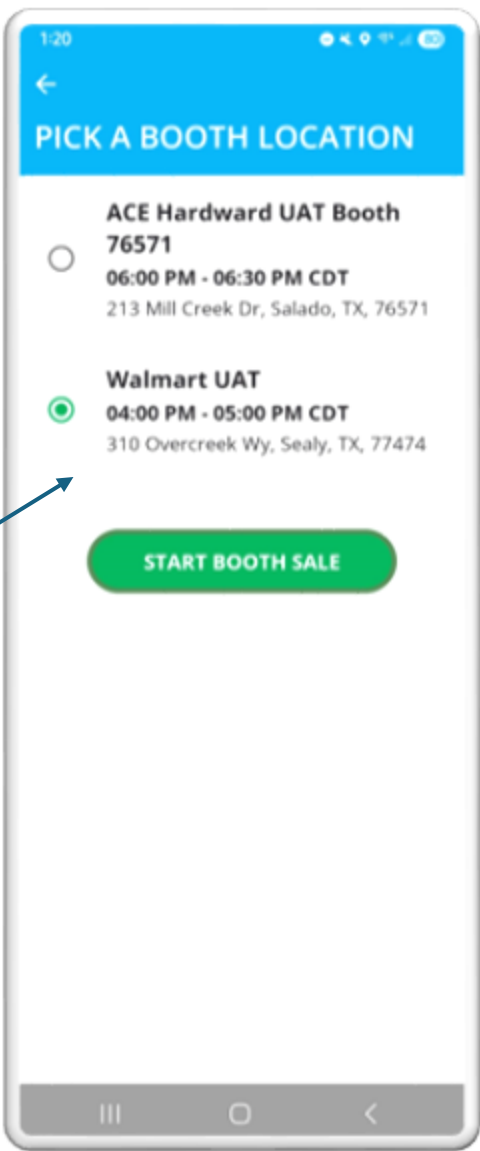 1:20
80
PICK A BOOTH LOCATION
ACE Hardward UAT Booth
76571
06:00 PM - 06:30 PM CDT
213 Mill Creek Dr, Salado, TX, 76571
Walmart UAT
04:00 PM - 05:00 PM CDT
310 Overcreek Wy, Sealy, TX, 77474
START BOOTH SALE